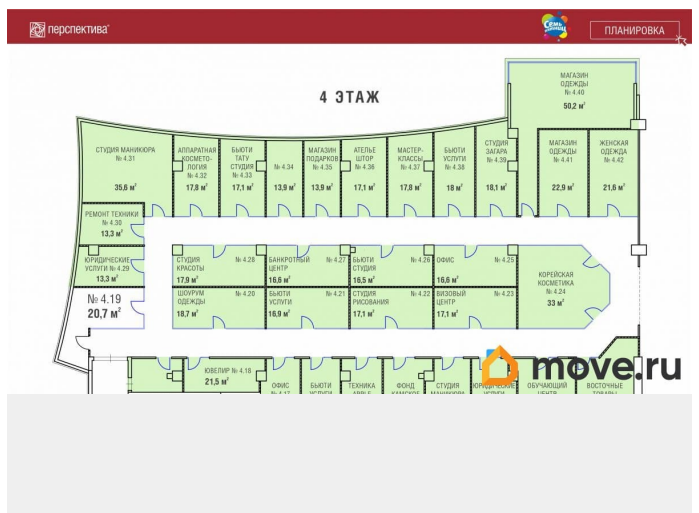 перспектива
Семь пятниц
ПЛАНИРОВКА
4 ЭТАЖ
МАГАЗИН
ОДЕЖДЫ
№ 4.40
50,2 м²
СТУДИЯ МАНИКЮРА
№ 4.31
35,6 м²
АППАРАТНАЯ
КОСМЕТО-
ЛОГИЯ
№ 4.32
17,8 м²
БЬЮТИ
ТАТУ
СТУДИЯ
№ 4.33
17,1 м²
№ 4.34
13,9 м²
МАГАЗИН
ПОДАРКОВ
№ 4.35
13,9 м²
АТЕЛЬЕ
ШТОР
№ 4.36
17,1 м²
МАСТЕР-
КЛАССЫ
№ 4.37
17,8 м²
БЬЮТИ
УСЛУГИ
№ 4.38
18 м²
СТУДИЯ
ЗАГАРА
№ 4.39
18,1 м²
МАГАЗИН
ОДЕЖДЫ
№ 4.41
22,9 м²
ЖЕНСКАЯ
ОДЕЖДА
№ 4.42
21,6 м²
РЕМОНТ ТЕХНИКИ
№ 4.30
13,3 м²
ЮРИДИЧЕСКИЕ
УСЛУГИ № 4.29
13,3 м²
№ 4.19
20,7 м²
СТУДИЯ № 4.28
КРАСОТЫ
17,9 м²
БАНКРОТНЫЙ № 4.27
ЦЕНТР
16,6 м²
БЬЮТИ № 4.26
СТУДИЯ
16,5 м²
ОФИС № 4.25
16,6 м²
КОРЕЙСКАЯ
КОСМЕТИКА
№ 4.24
33 м²
ШОУРУМ № 4.20
ОДЕЖДЫ
18,7 м²
БЬЮТИ № 4.21
УСЛУГИ
16,9 м²
СТУДИЯ № 4.22
РИСОВАНИЯ
17,1 м²
ВИЗОВЫЙ № 4.23
ЦЕНТР
17,1 м²
ЮВЕЛИР № 4.18
21,5 м²
ОФИС
№ 4.17
БЬЮТИ
УСЛУГИ
ТЕХНИКА
APPLE
ФОНД
КАМСКОЕ
СТУДИЯ
МАНИКЮРА
ЮРИДИЧЕСКИЕ
УСЛУГИ
ОБУЧАЮЩИЙ
ЦЕНТР
ВОСТОЧНЫЕ
ТОВАРЫ
move.ru